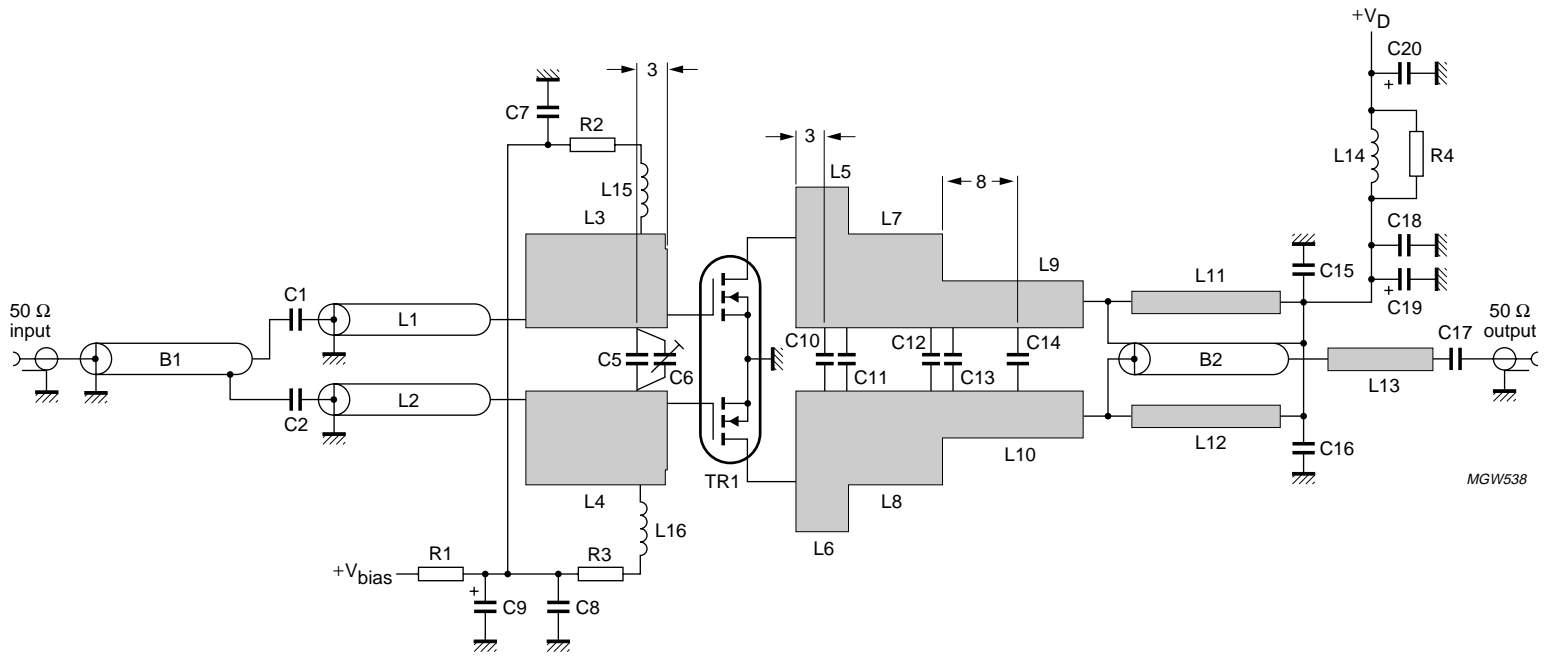 +VD
C20
+
3
C7
R2
3
L14
R4
L15
L5
8
L3
L7
C18
L9
C15
L11
C19
+
50 Ω
input
C1
L1
50 Ω
output
C17
B1
C5
C6
C10
C11
C12
C13
C14
B2
L13
C2
L2
L12
TR1
L10
C16
L4
L8
MGW538
L16
L6
R1
R3
+Vbias
+
C9
C8